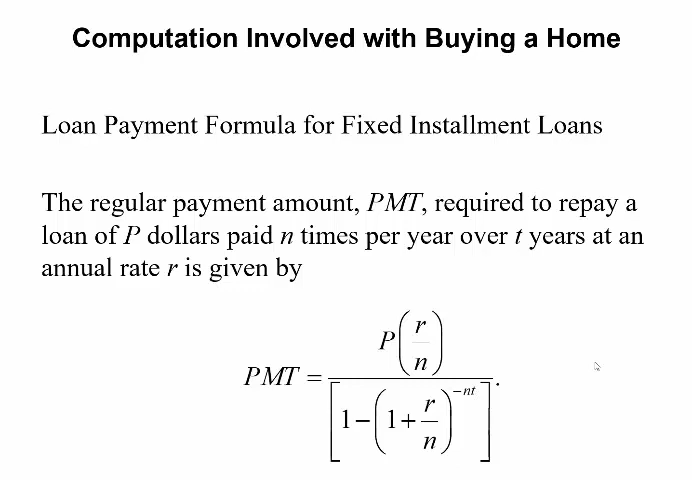 Computation Involved with Buying a Home
Loan Payment Formula for Fixed Installment Loans
The regular payment amount, PMT, required to repay a
loan of P dollars paid n times per year over t years at an
annual rate r is given by
PMT = P(r/n) / [1−(1+r/n)^−nt].